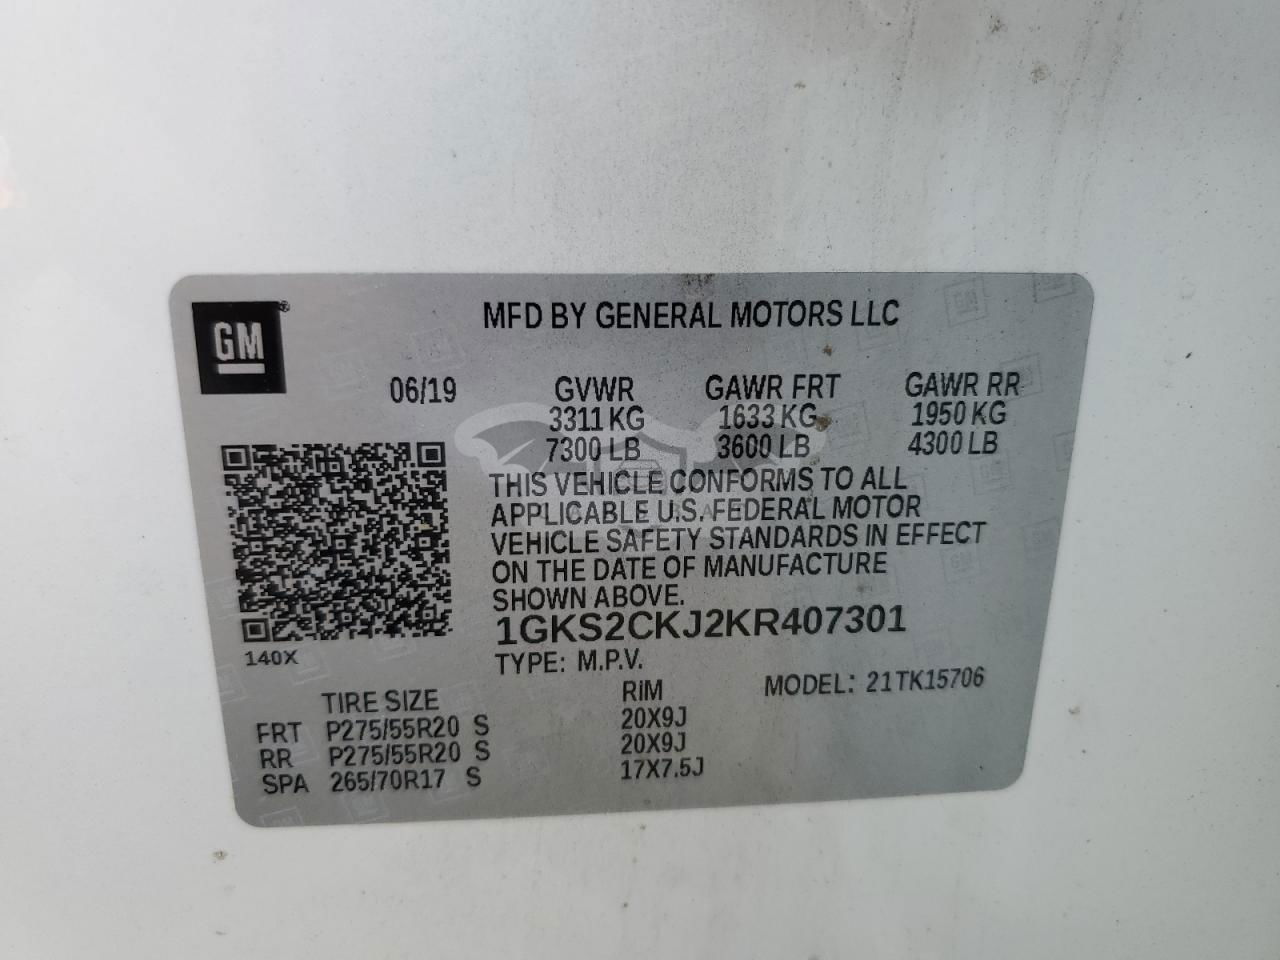 GM®
MFD BY GENERAL MOTORS LLC
06/19 GVWR GAWR FRT GAWR RR
3311 KG 1633 KG 1950 KG
7300 LB 3600 LB 4300 LB
THIS VEHICLE CONFORMS TO ALL
APPLICABLE U.S. FEDERAL MOTOR
VEHICLE SAFETY STANDARDS IN EFFECT
ON THE DATE OF MANUFACTURE
SHOWN ABOVE.
1GKS2CKJ2KR407301
140X
TYPE: M.P.V. MODEL: 21TK15706
TIRE SIZE RIM
FRT P275/55R20 S 20X9J
RR P275/55R20 S 20X9J
SPA 265/70R17 S 17X7.5J